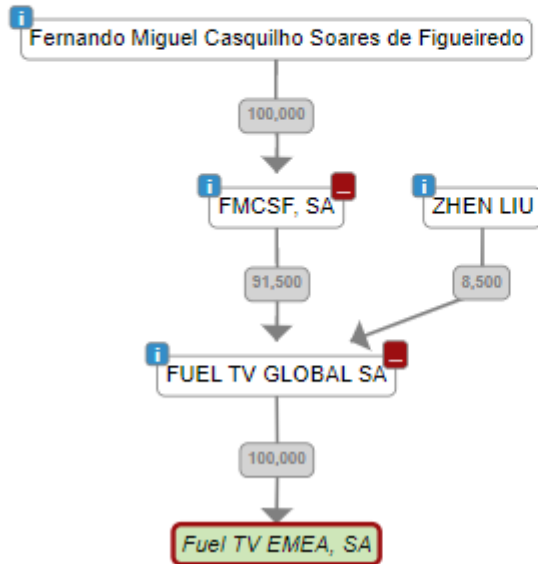 i
Fernando Miguel Casquilho Soares de Figueiredo
100,000
i
FMCSF, SA
_
i
ZHEN LIU
91,500
8,500
i
FUEL TV GLOBAL SA
_
100,000
Fuel TV EMEA, SA